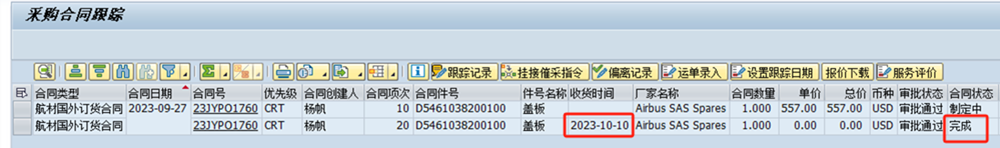 采购合同跟踪
跟踪记录 挂接催采指令 偏离记录 运单录入 设置跟踪日期 报价下载 服务评价
合同类型 合同日期 合同号 优先级 合同创建人 合同项次 合同件号 件号名称 收货时间 厂家名称 合同数量 单价 总价 币种 审批状态 合同状态
航材国外订货合同 2023-09-27 23JYPO1760 CRT 杨帆 10 D5461038200100 盖板 Airbus SAS Spares 1.000 557.00 557.00 USD 审批通过 制定中
航材国外订货合同 23JYPO1760 CRT 杨帆 20 D5461038200100 盖板 2023-10-10 Airbus SAS Spares 1.000 0.00 0.00 USD 审批通过 完成